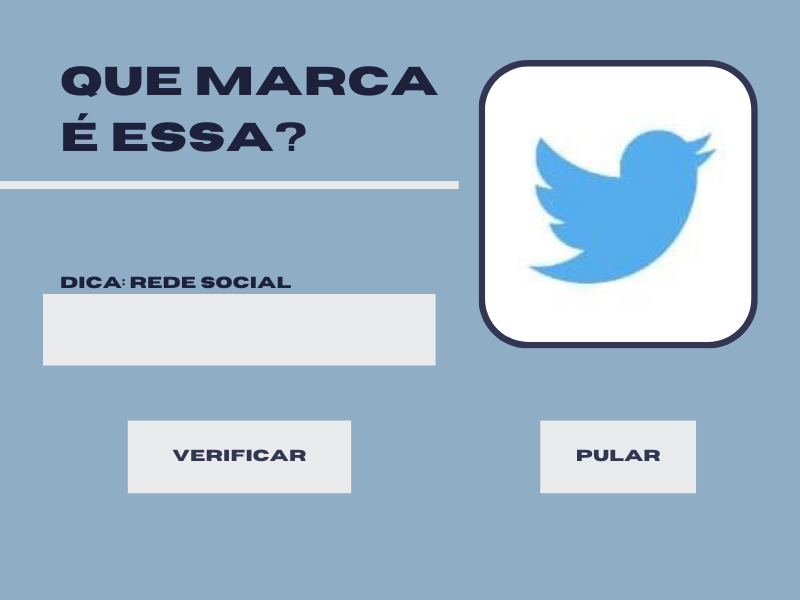 QUE MARCA
É ESSA?
DICA: REDE SOCIAL
VERIFICAR
PULAR